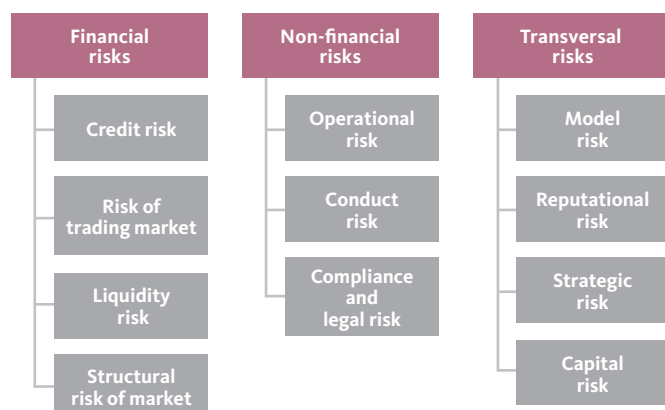 Financial
risks
Credit risk
Risk of
trading market
Liquidity
risk
Structural
risk of market
Non-financial
risks
Operational
risk
Conduct
risk
Compliance
and
legal risk
Transversal
risks
Model
risk
Reputational
risk
Strategic
risk
Capital
risk